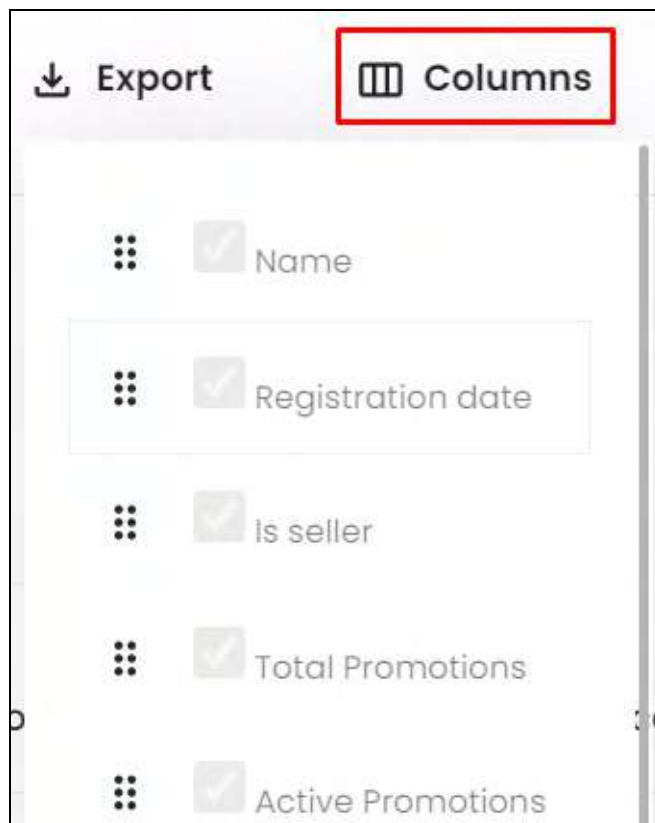 Export Columns
Name
Registration date
Is seller
Total Promotions
Active Promotions